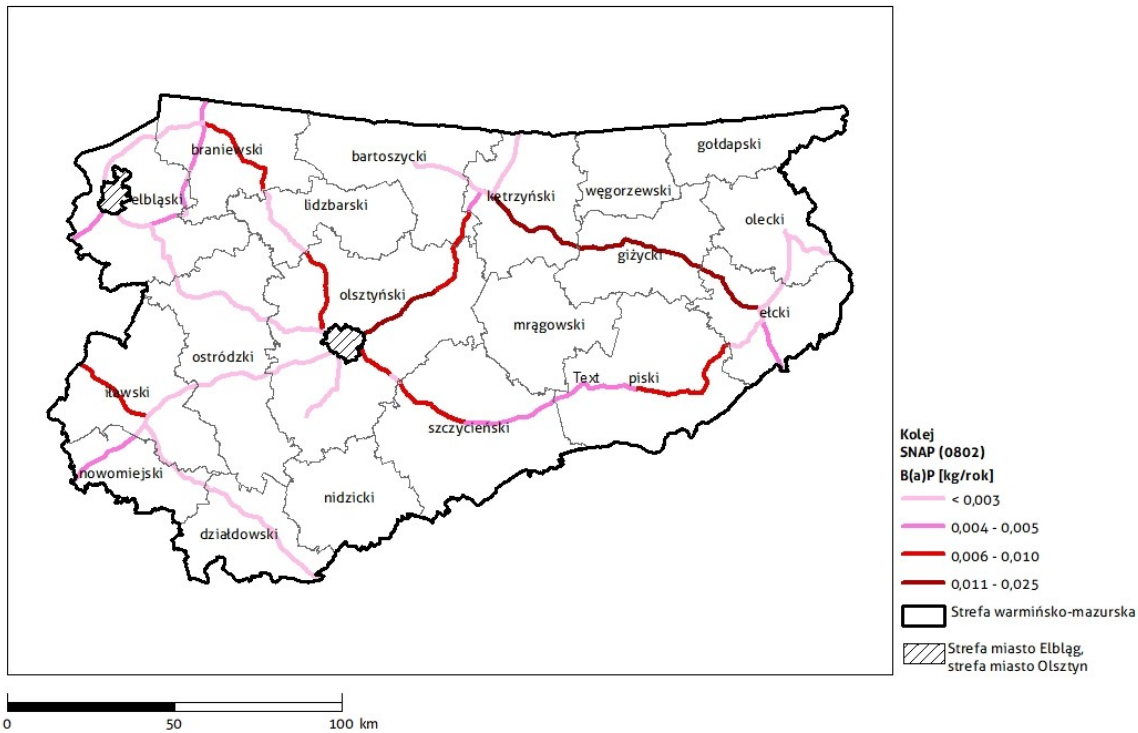 braniewski
bartoszycki
gołdapski
elbląski
lidzbarski
kętrzyński
węgorzewski
olecki
olsztyński
giżycki
mrągowski
ełcki
ostródzki
iławski
Text
piski
szczycieński
nowomiejski
nidzicki
działdowski
Kolej
SNAP (0802)
B(a)P [kg/rok]
< 0,003
0,004 - 0,005
0,006 - 0,010
0,011 - 0,025
Strefa warmińsko-mazurska
Strefa miasto Elbląg,
strefa miasto Olsztyn
0 50 100 km